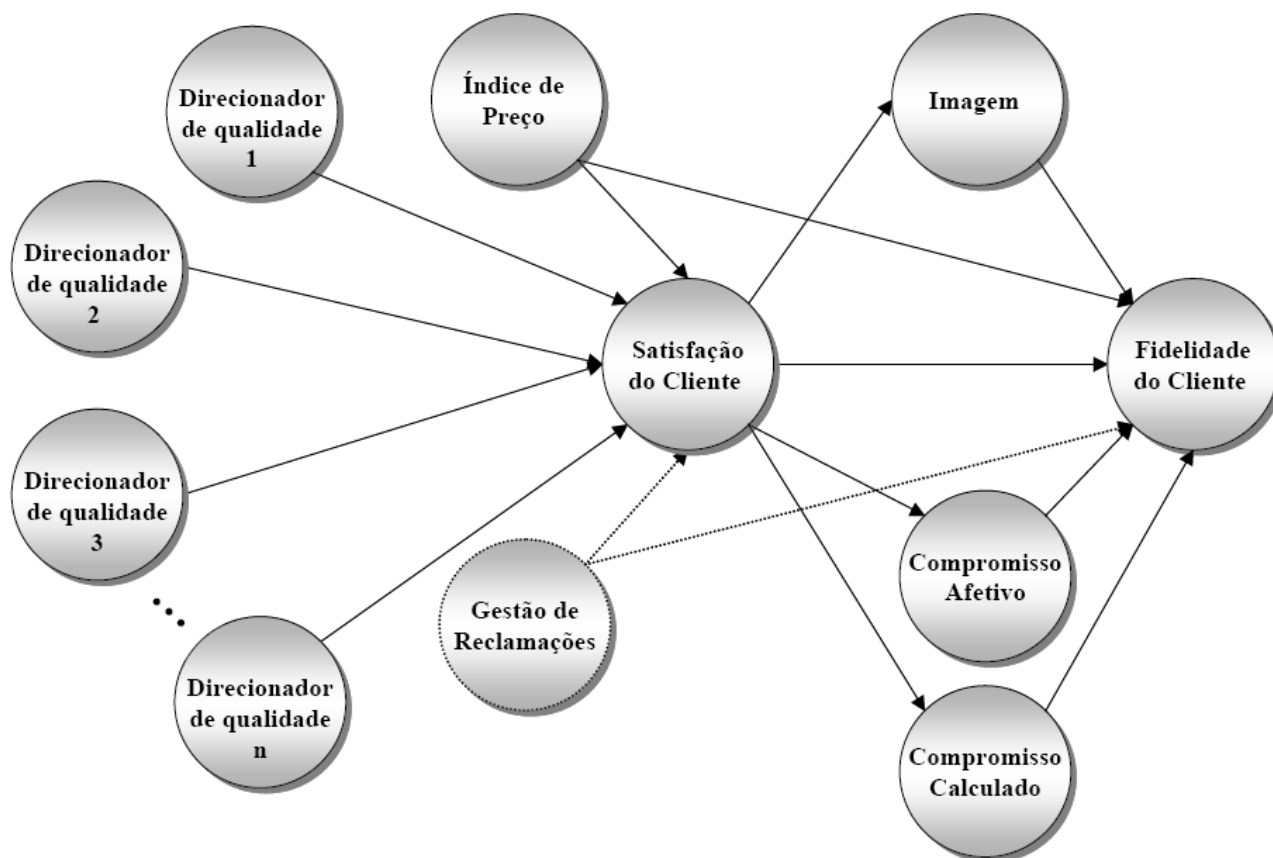 Direcionador
de qualidade
1
Índice de
Preço
Imagem
Direcionador
de qualidade
2
Satisfação
do Cliente
Fidelidade
do Cliente
Direcionador
de qualidade
3
Gestão de
Reclamações
Compromisso
Afetivo
Direcionador
de qualidade
n
Compromisso
Calculado